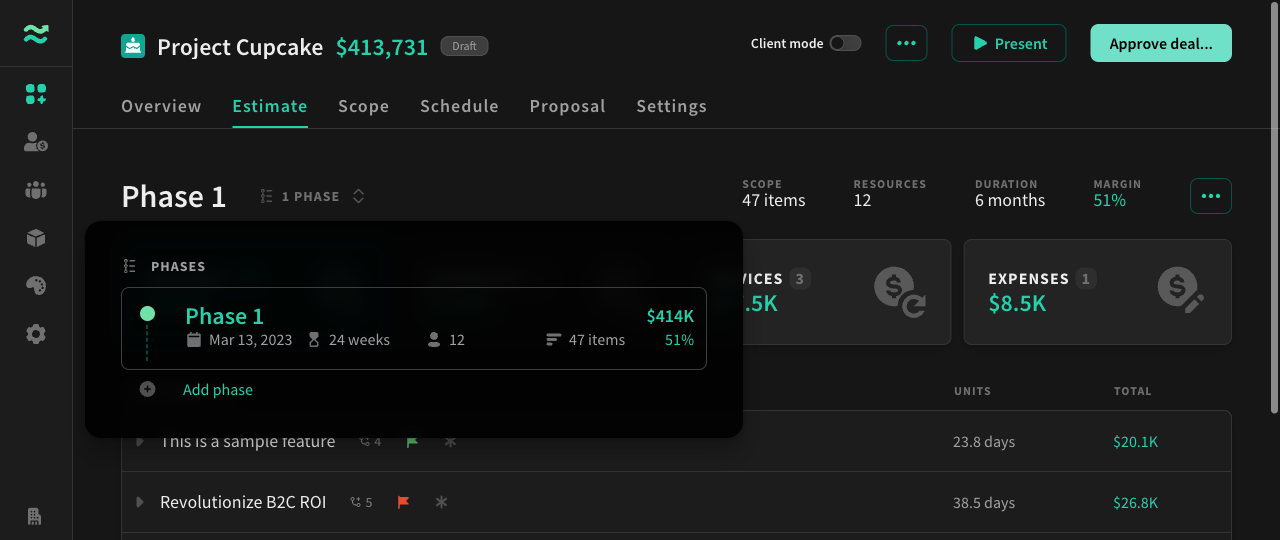 Project Cupcake $413,731 Draft
Client mode
Present
Approve deal...
Overview Estimate Scope Schedule Proposal Settings
Phase 1
1 PHASE
SCOPE
47 items
RESOURCES
12
DURATION
6 months
MARGIN
51%
PHASES
Phase 1 $414K
Mar 13, 2023 24 weeks 12 47 items 51%
Add phase
VICES 3
.5K
EXPENSES 1
$8.5K
UNITS TOTAL
This is a sample feature 4 23.8 days $20.1K
Revolutionize B2C ROI 5 38.5 days $26.8K